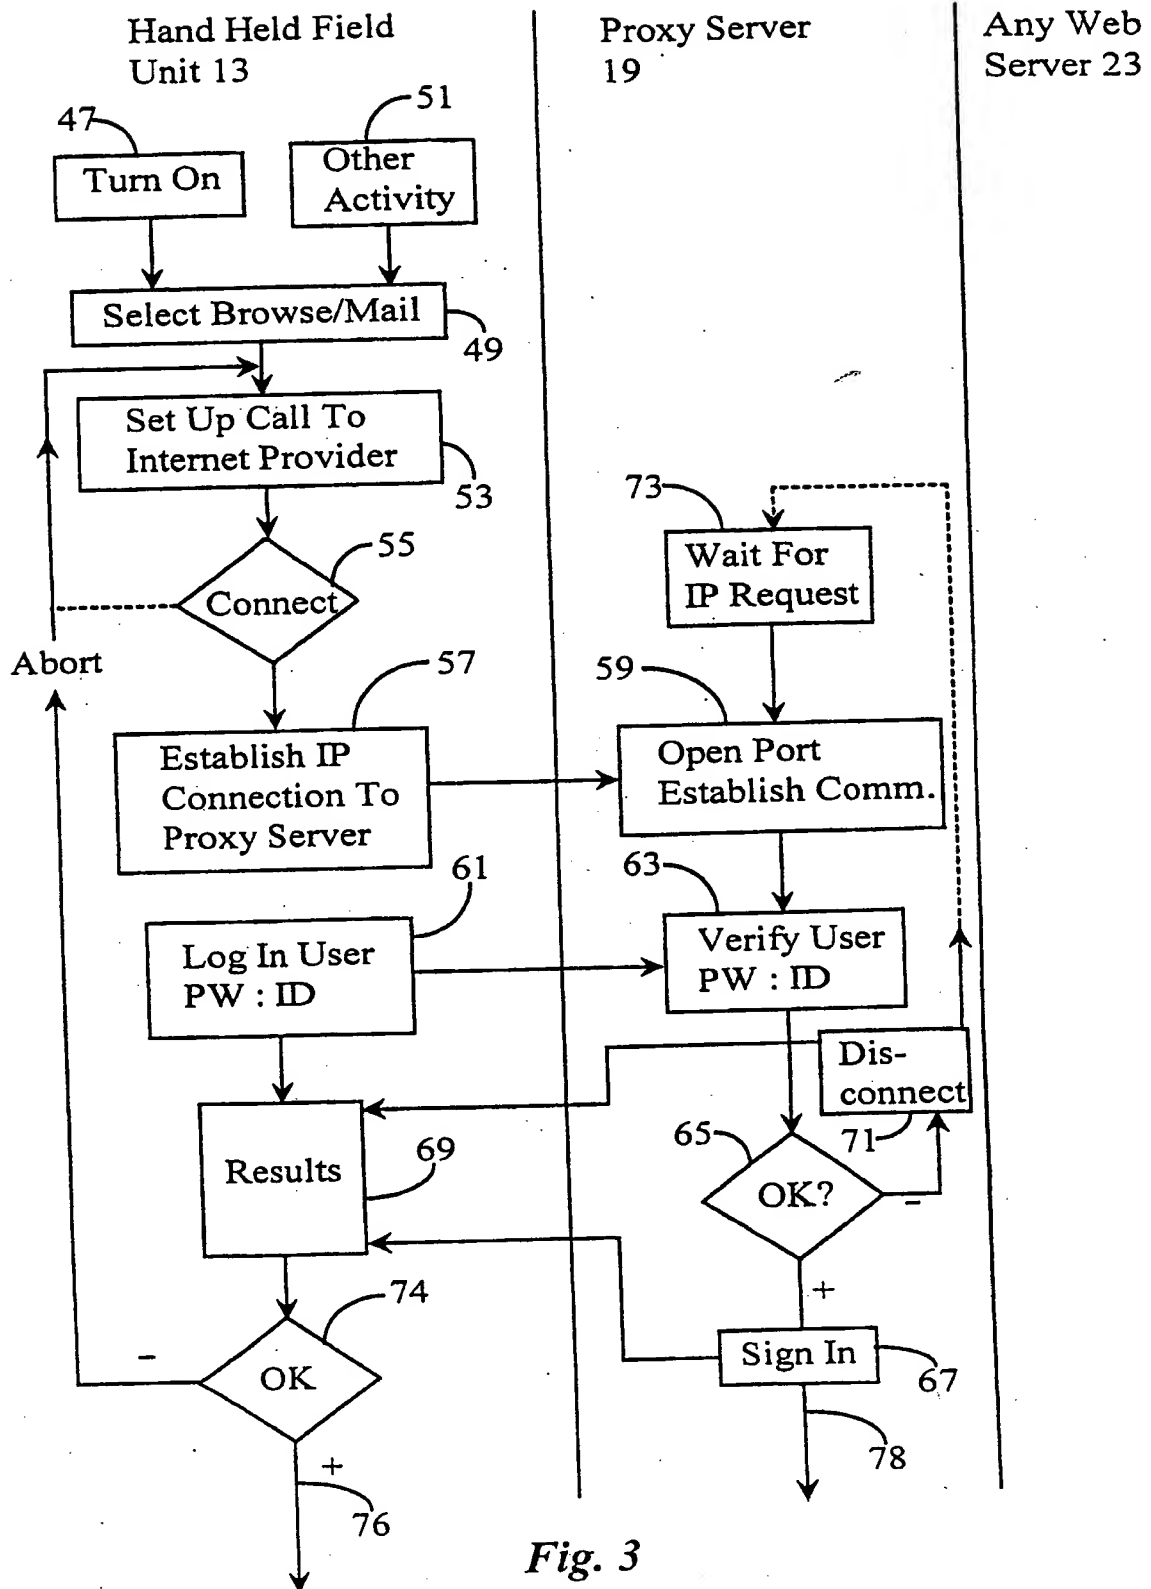 Hand Held Field
Unit 13
Proxy Server
19
Any Web
Server 23
47
51
Turn On
Other
Activity
Select Browse/Mail
49
Set Up Call To
Internet Provider
53
73
Wait For
IP Request
55
Connect
Abort
57
59
Establish IP
Connection To
Proxy Server
Open Port
Establish Comm.
61
63
Log In User
PW : ID
Verify User
PW : ID
Dis-
connect
71
65
OK?
-
Results
69
+
74
-
OK
Sign In
67
78
+
76
Fig. 3